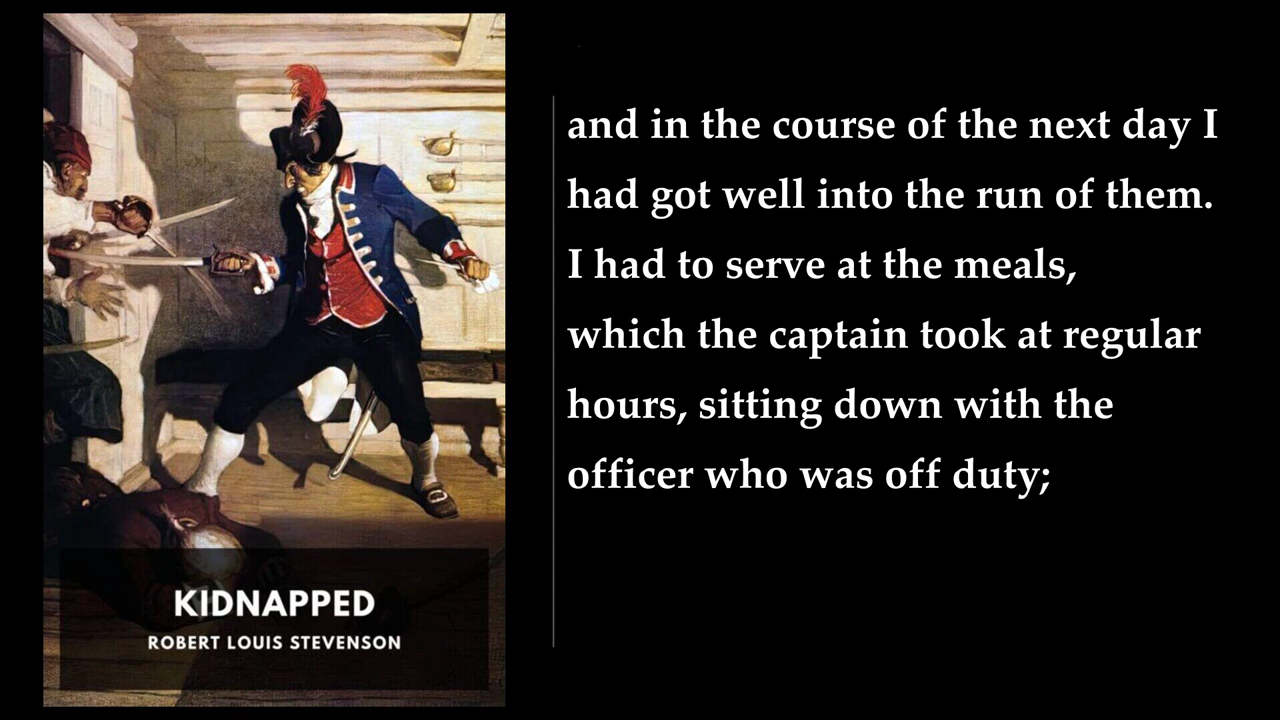 KIDNAPPED
ROBERT LOUIS STEVENSON
and in the course of the next day I
had got well into the run of them.
I had to serve at the meals,
which the captain took at regular
hours, sitting down with the
officer who was off duty;